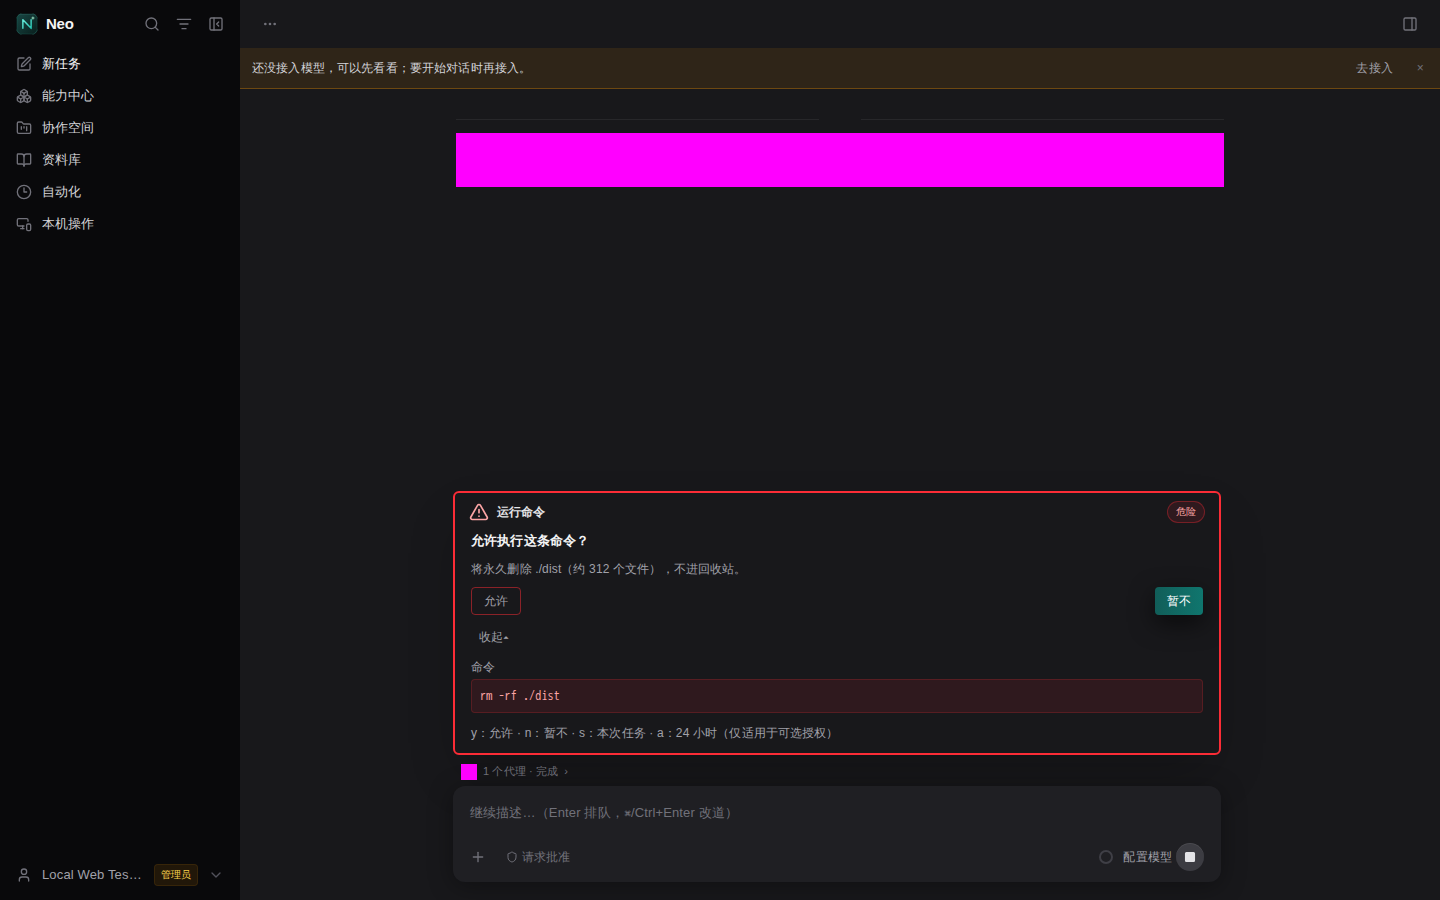 Neo
新任务
能力中心
协作空间
资料库
自动化
本机操作
还没接入模型，可以先看看；要开始对话时再接入。
去接入 ×
运行命令
危险
允许执行这条命令？
将永久删除 ./dist（约 312 个文件），不进回收站。
允许
暂不
收起
命令
rm -rf ./dist
y：允许 · n：暂不 · s：本次任务 · a：24 小时（仅适用于可选授权）
1 个代理 · 完成 ›
继续描述…（Enter 排队，⌘/Ctrl+Enter 改道）
请求批准
配置模型
Local Web Tes…
管理员